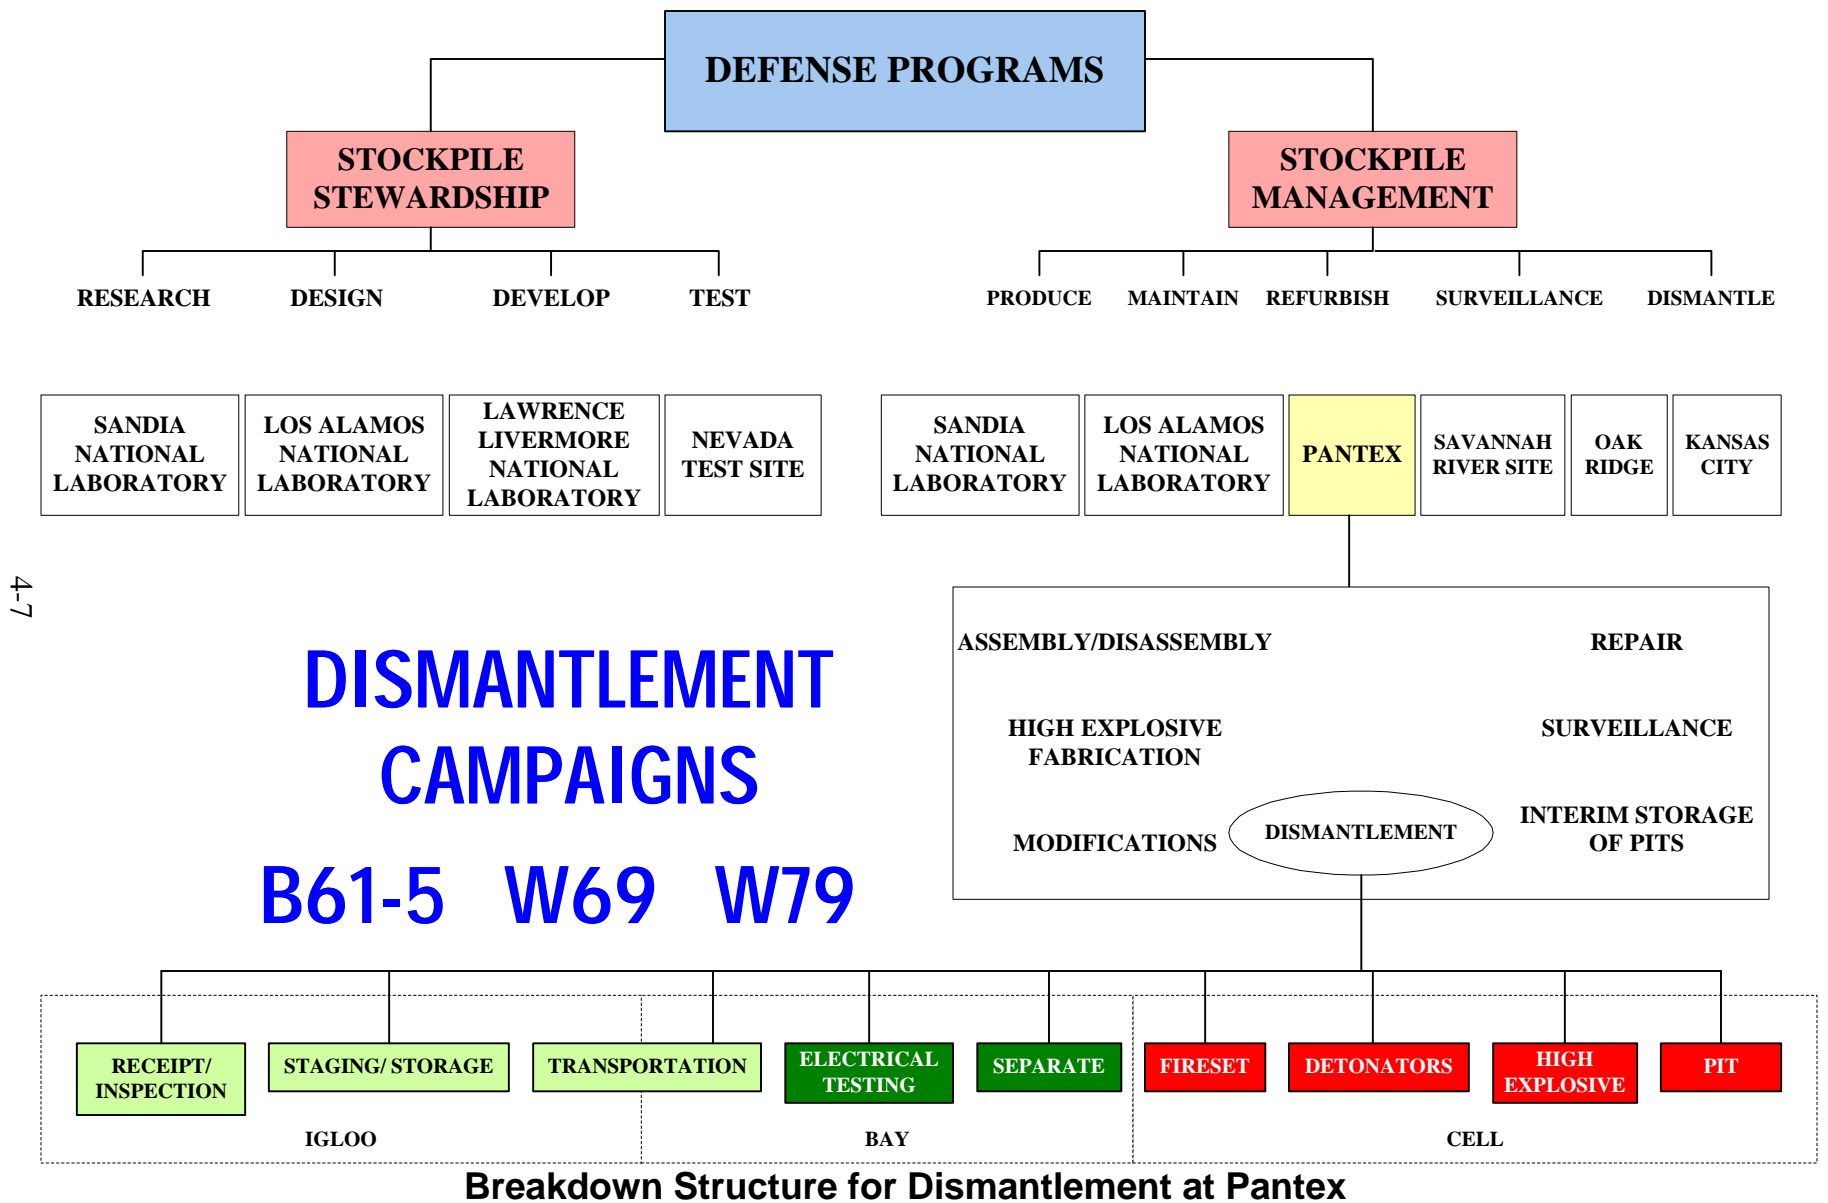 DEFENSE PROGRAMS
STOCKPILE
STEWARDSHIP
STOCKPILE
MANAGEMENT
RESEARCH
DESIGN
DEVELOP
TEST
PRODUCE
MAINTAIN
REFURBISH
SURVEILLANCE
DISMANTLE
SANDIA
NATIONAL
LABORATORY
LOS ALAMOS
NATIONAL
LABORATORY
LAWRENCE
LIVERMORE
NATIONAL
LABORATORY
NEVADA
TEST SITE
SANDIA
NATIONAL
LABORATORY
LOS ALAMOS
NATIONAL
LABORATORY
PANTEX
SAVANNAH
RIVER SITE
OAK
RIDGE
KANSAS
CITY
4-7
DISMANTLEMENT
CAMPAIGNS
B61-5 W69 W79
ASSEMBLY/DISASSEMBLY
REPAIR
HIGH EXPLOSIVE
FABRICATION
SURVEILLANCE
MODIFICATIONS
DISMANTLEMENT
INTERIM STORAGE
OF PITS
RECEIPT/
INSPECTION
STAGING/ STORAGE
TRANSPORTATION
ELECTRICAL
TESTING
SEPARATE
FIRESET
DETONATORS
HIGH
EXPLOSIVE
PIT
IGLOO
BAY
CELL
Breakdown Structure for Dismantlement at Pantex